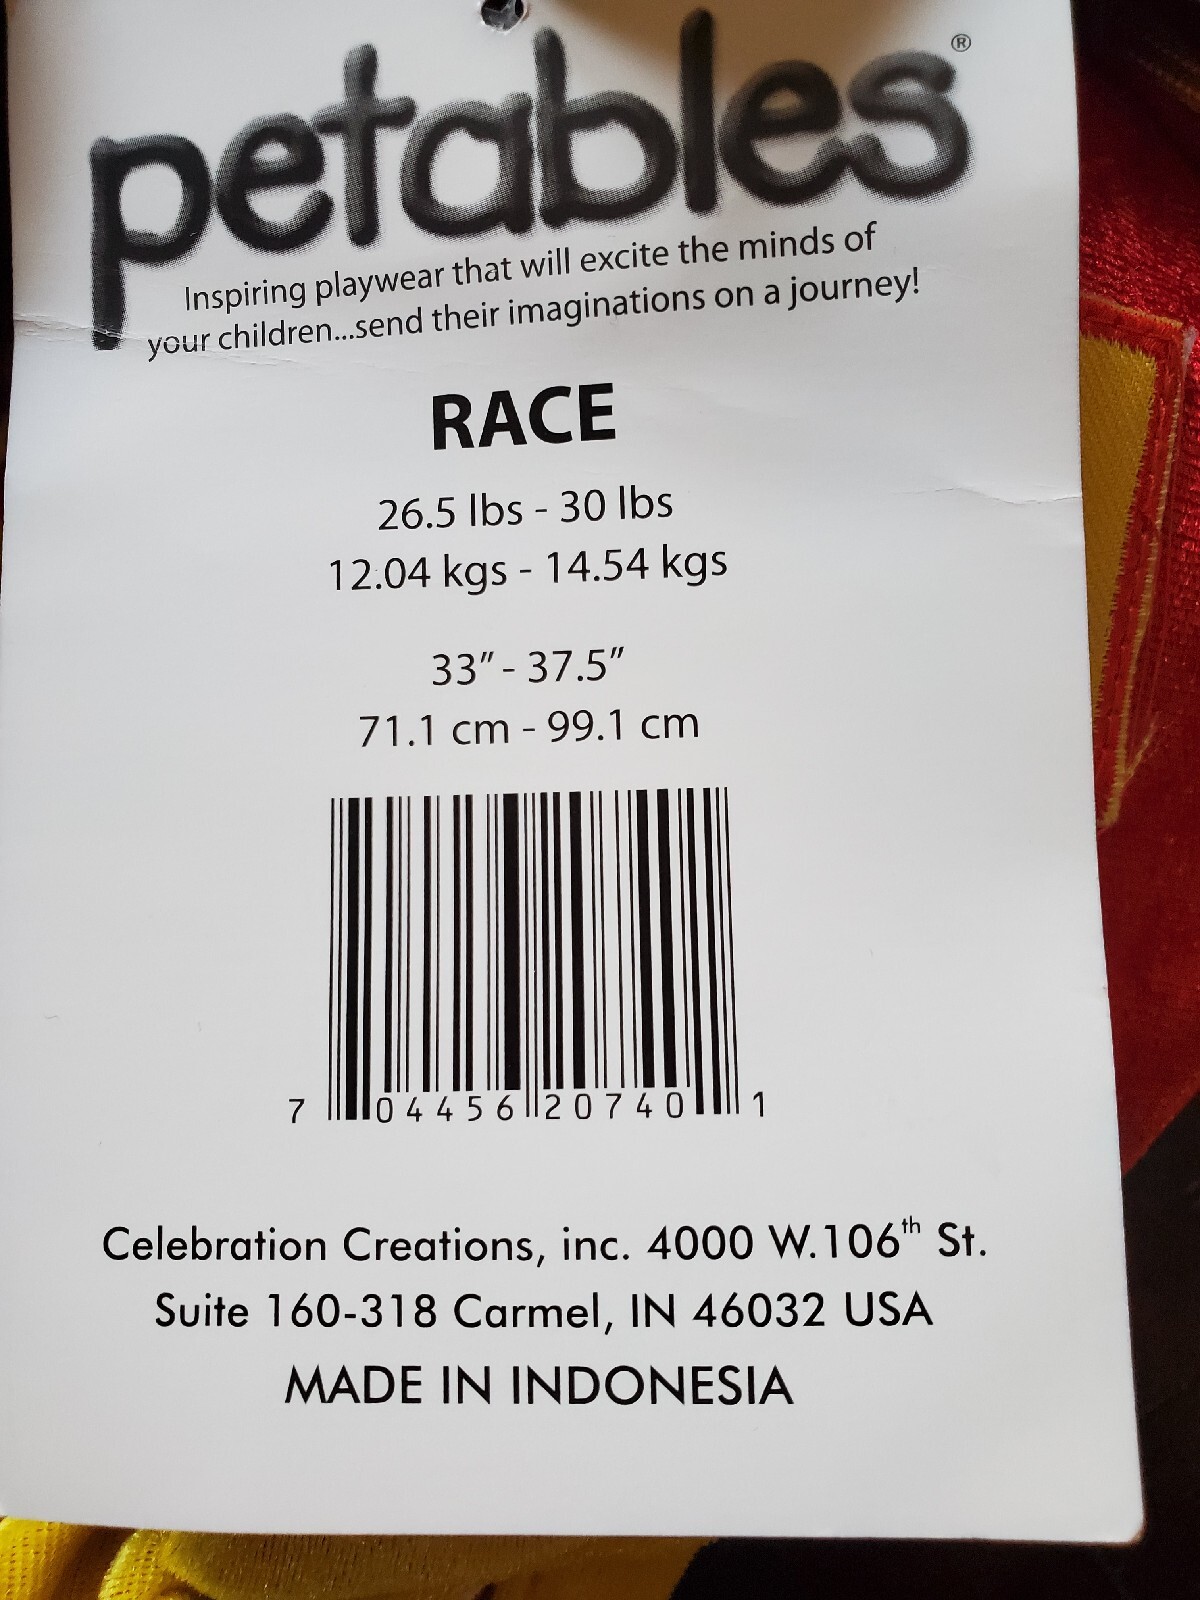 petables®
Inspiring playwear that will excite the minds of
your children...send their imaginations on a journey!
RACE
26.5 lbs - 30 lbs
12.04 kgs - 14.54 kgs
33" - 37.5"
71.1 cm - 99.1 cm
7 04456 20740 1
Celebration Creations, inc. 4000 W.106th St.
Suite 160-318 Carmel, IN 46032 USA
MADE IN INDONESIA